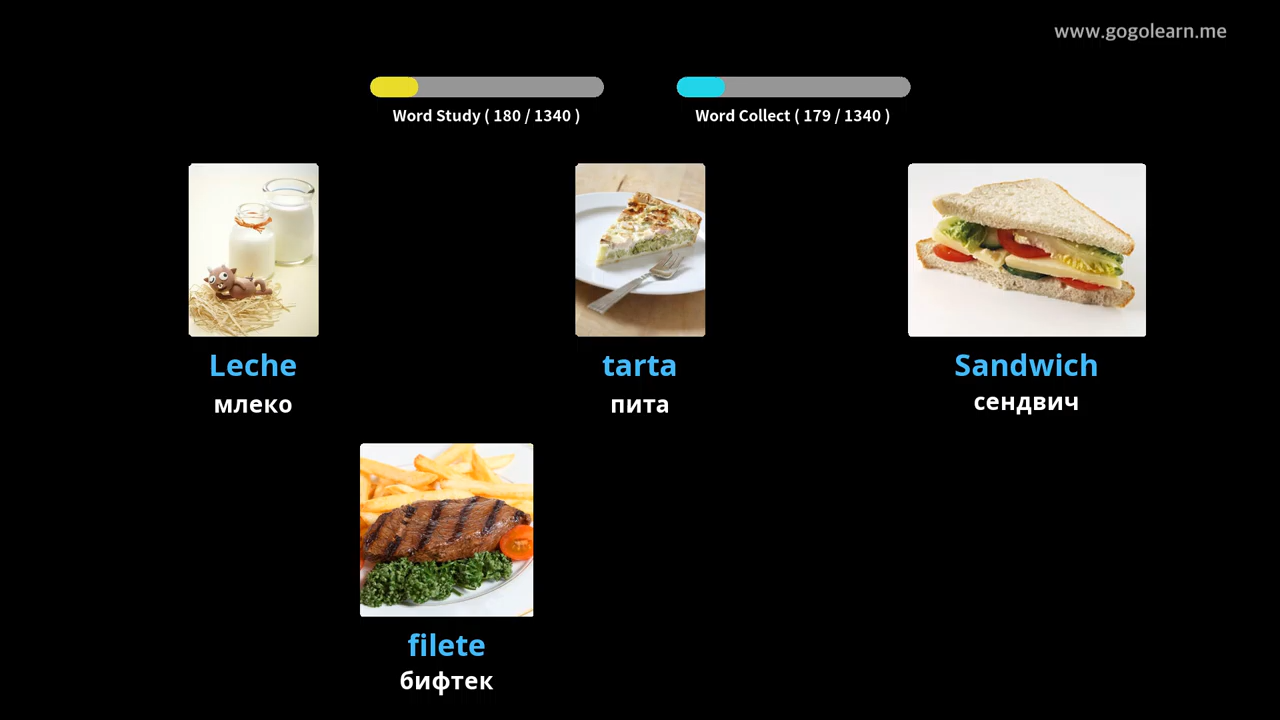 www.gogolearn.me
Word Study ( 180 / 1340 )
Word Collect ( 179 / 1340 )
Leche
млеко
tarta
пита
Sandwich
сендвич
filete
бифтек